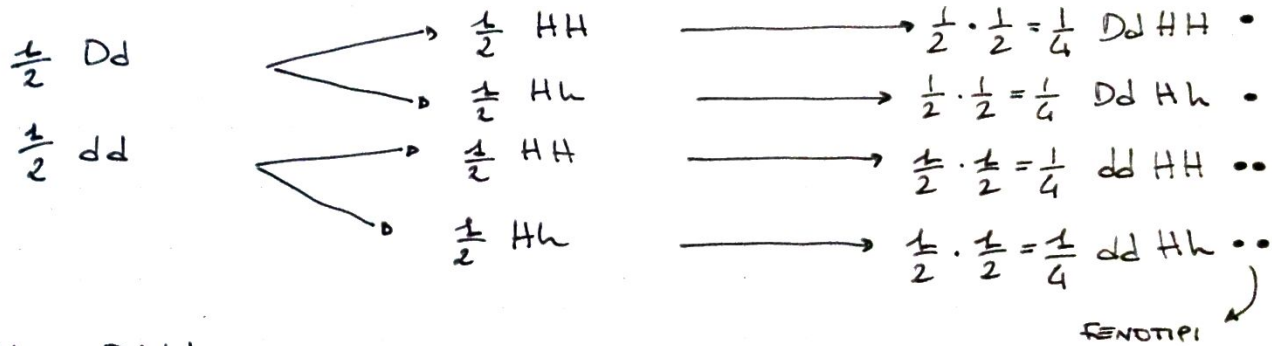 1/2 Dd
1/2 HH
1/2 · 1/2 = 1/4 Dd HH •
1/2 Hh
1/2 · 1/2 = 1/4 Dd Hh •
1/2 dd
1/2 HH
1/2 · 1/2 = 1/4 dd HH ••
1/2 Hh
1/2 · 1/2 = 1/4 dd Hh ••
FENOTIPI